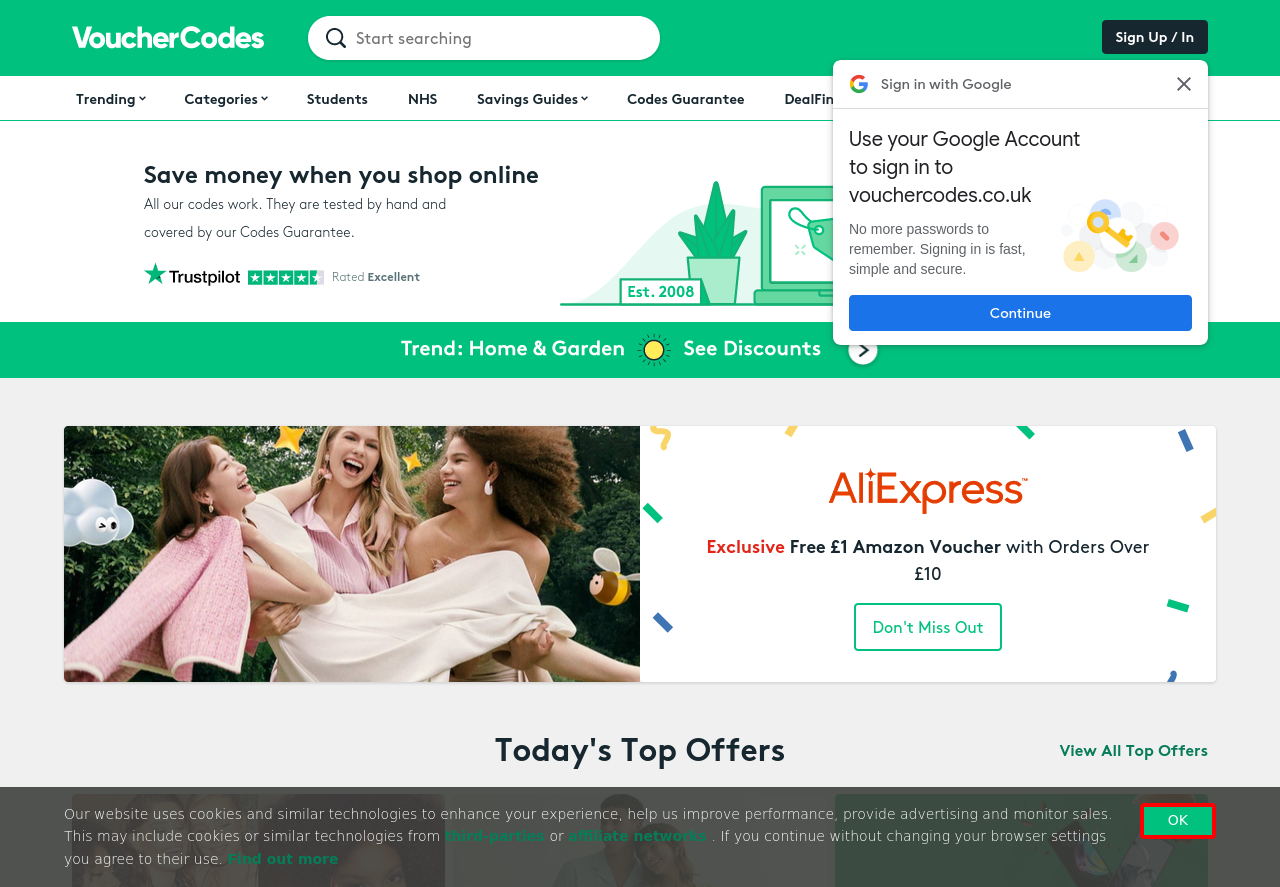 VoucherCodes
Start searching
Sign Up / In
Trending
Categories
Students
NHS
Savings Guides
Codes Guarantee
DealFin
Sign in with Google
Use your Google Account
to sign in to
vouchercodes.co.uk
No more passwords to
remember. Signing in is fast,
simple and secure.
Continue
Save money when you shop online
All our codes work. They are tested by hand and
covered by our Codes Guarantee.
Trustpilot
Rated Excellent
Est. 2008
Trend: Home & Garden
See Discounts
AliExpress™
Exclusive Free £1 Amazon Voucher with Orders Over
£10
Don't Miss Out
Today's Top Offers
View All Top Offers
Our website uses cookies and similar technologies to enhance your experience, help us improve performance, provide advertising and monitor sales.
This may include cookies or similar technologies from third-parties or affiliate networks . If you continue without changing your browser settings
you agree to their use. Find out more
OK